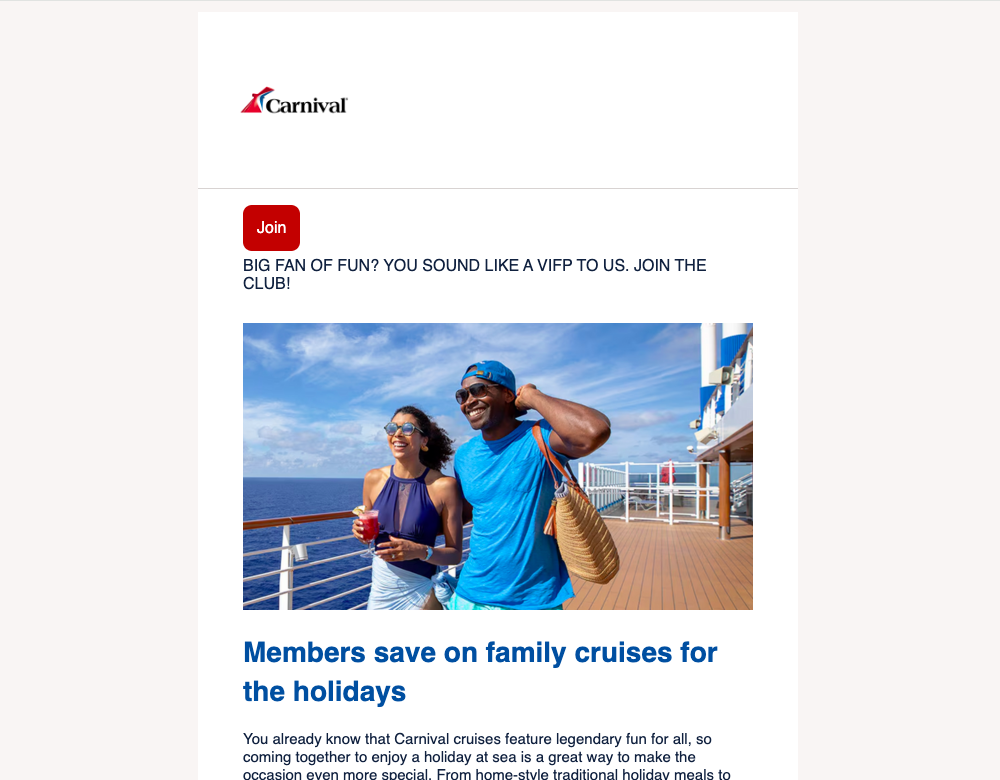 Carnival
Join
BIG FAN OF FUN? YOU SOUND LIKE A VIFP TO US. JOIN THE
CLUB!
Members save on family cruises for
the holidays
You already know that Carnival cruises feature legendary fun for all, so
coming together to enjoy a holiday at sea is a great way to make the
occasion even more special. From home-style traditional holiday meals to